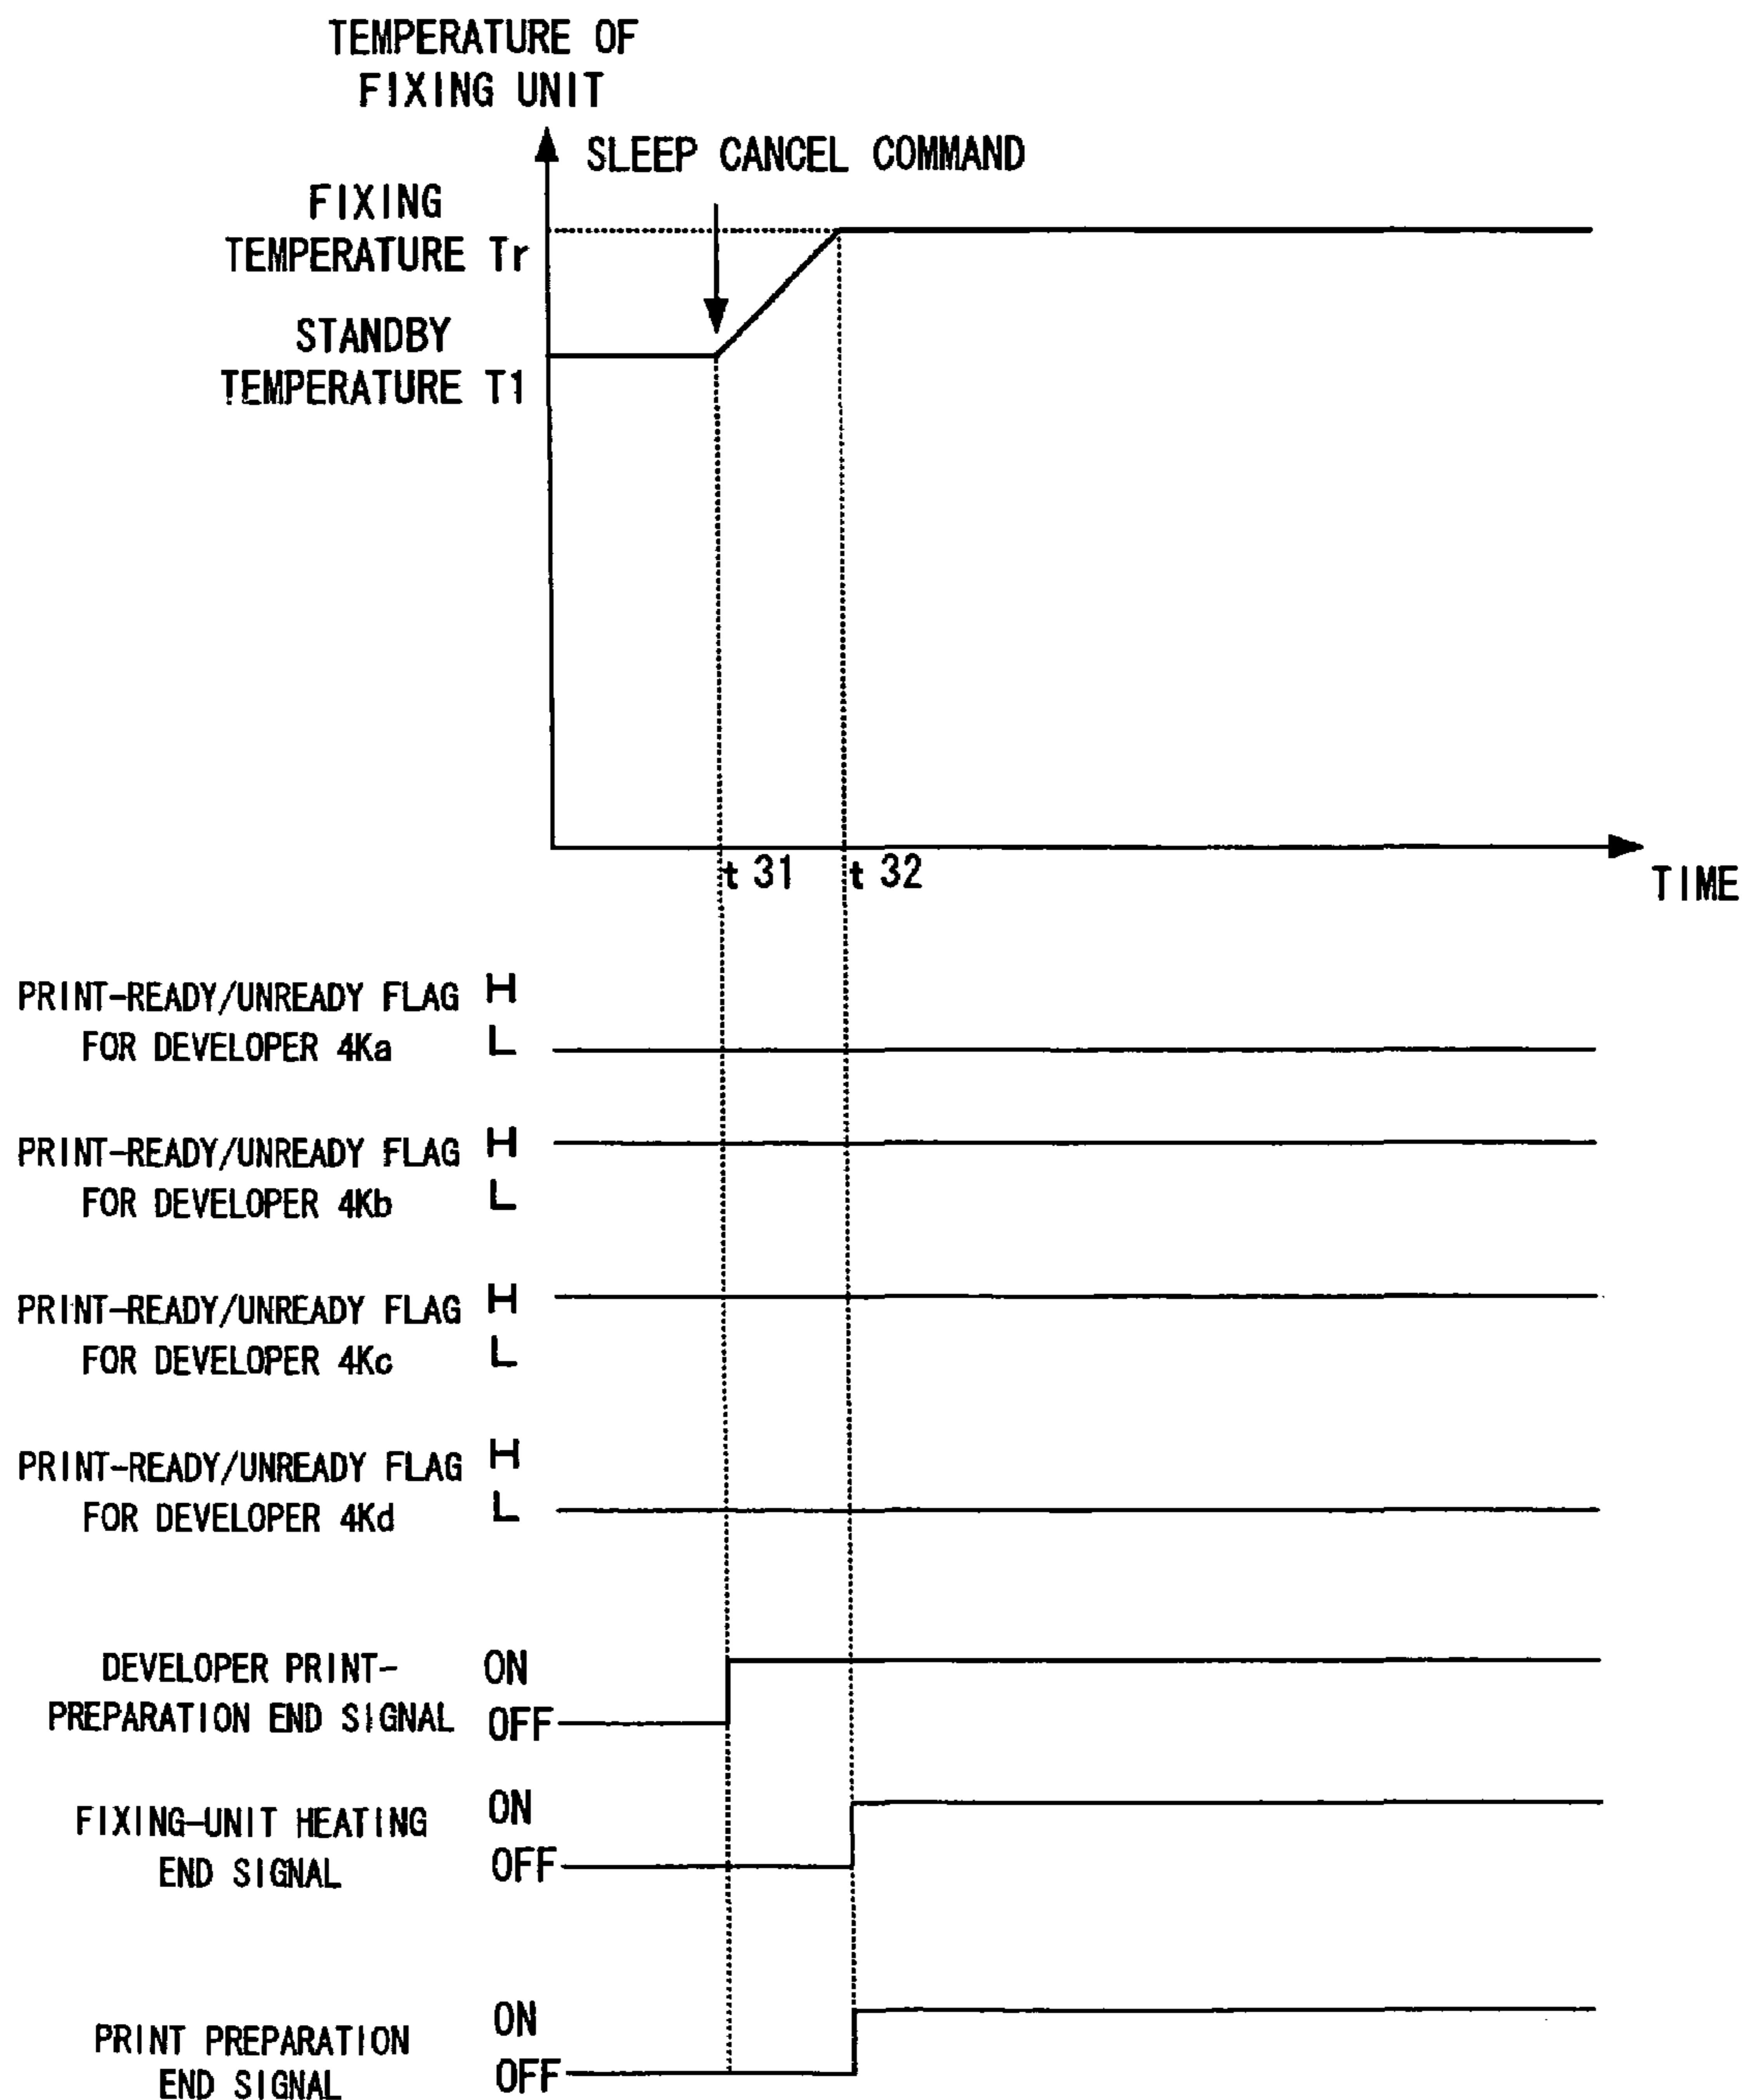 TEMPERATURE OF
FIXING UNIT
SLEEP CANCEL COMMAND
FIXING
TEMPERATURE Tr
STANDBY
TEMPERATURE T1
t31 t32
TIME
PRINT-READY/UNREADY FLAG H
FOR DEVELOPER 4Ka L
PRINT-READY/UNREADY FLAG H
FOR DEVELOPER 4Kb L
PRINT-READY/UNREADY FLAG H
FOR DEVELOPER 4Kc L
PRINT-READY/UNREADY FLAG H
FOR DEVELOPER 4Kd L
DEVELOPER PRINT- ON
PREPARATION END SIGNAL OFF
FIXING-UNIT HEATING ON
END SIGNAL OFF
PRINT PREPARATION ON
END SIGNAL OFF